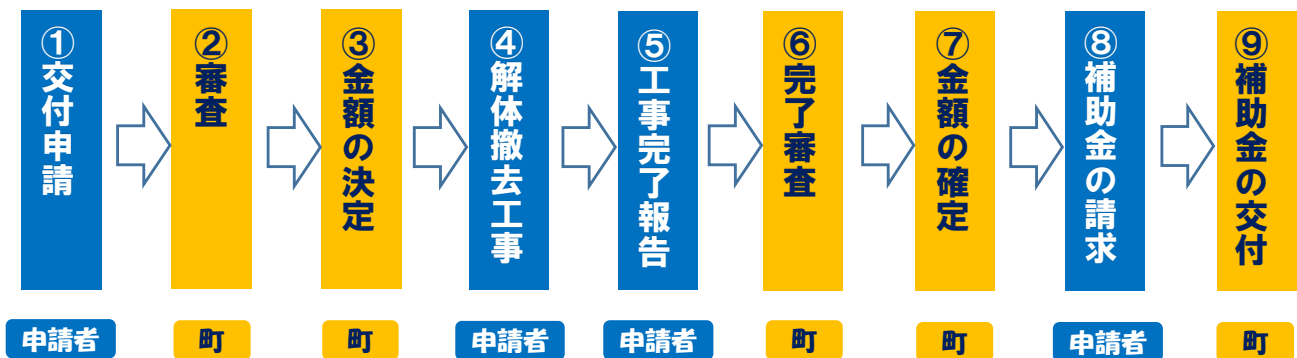 ①交付申請
②審査
③金額の決定
④解体撤去工事
⑤工事完了報告
⑥完了審査
⑦金額の確定
⑧補助金の請求
⑨補助金の交付
申請者
町
町
申請者
申請者
町
町
申請者
町